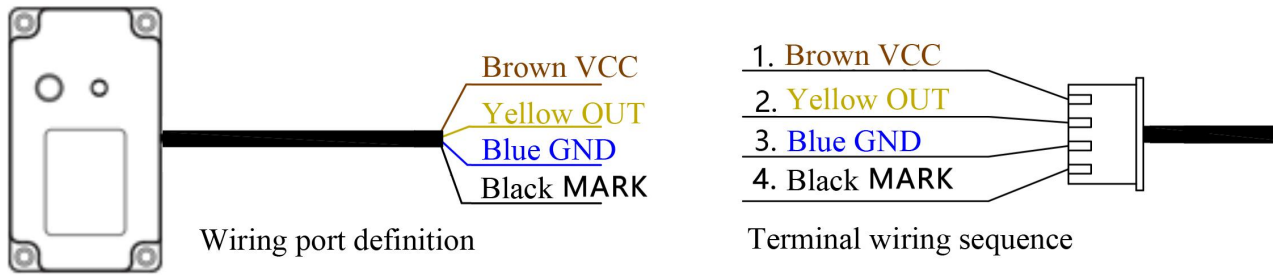 Brown VCC
Yellow OUT
Blue GND
Black MARK
Wiring port definition
1. Brown VCC
2. Yellow OUT
3. Blue GND
4. Black MARK
Terminal wiring sequence